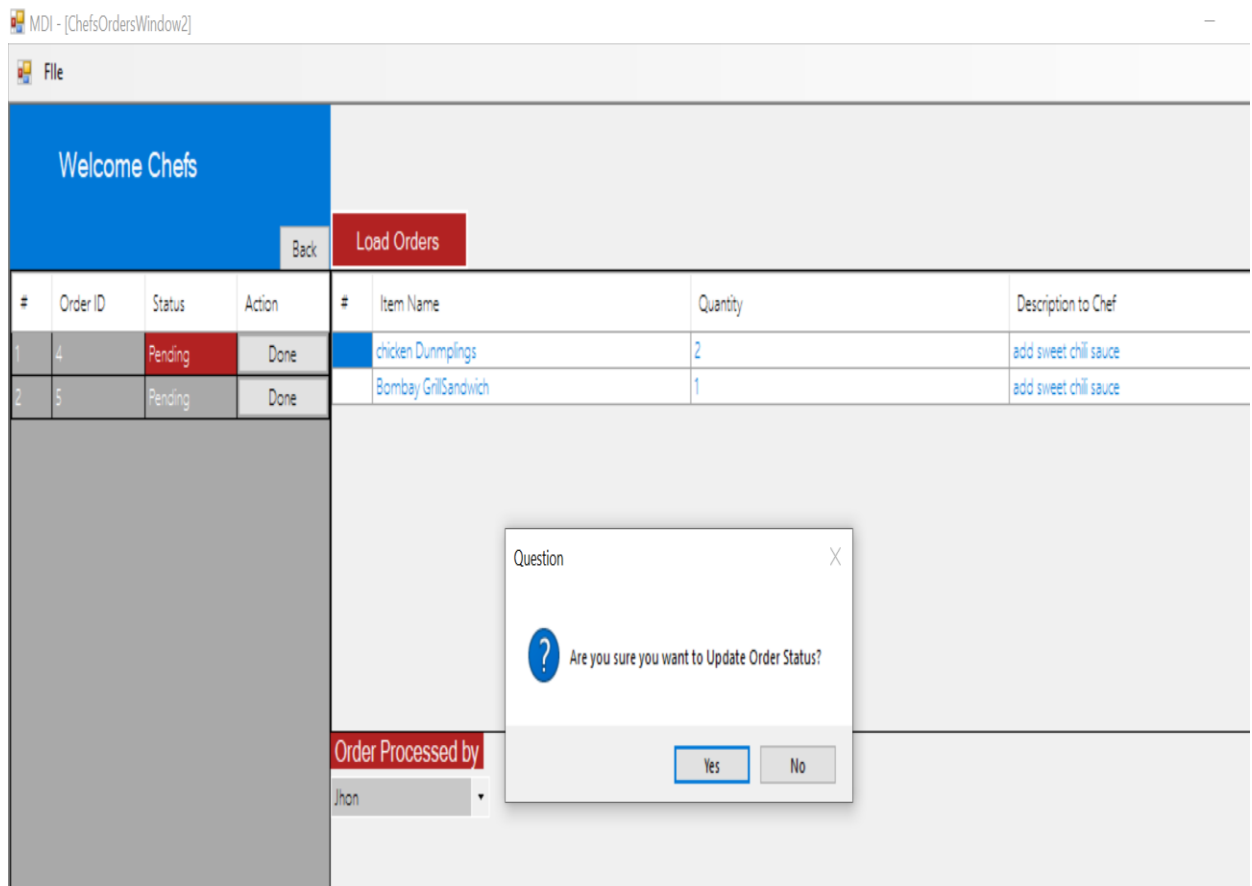 MDI - [ChefsOrdersWindow2]
FIle
Welcome Chefs
Back
Load Orders
# Order ID Status Action
1 4 Pending Done
2 5 Pending Done
# Item Name Quantity Description to Chef
chicken Dunmplings 2 add sweet chili sauce
Bombay GrillSandwich 1 add sweet chili sauce
Question
Are you sure you want to Update Order Status?
Yes No
Order Processed by
Jhon